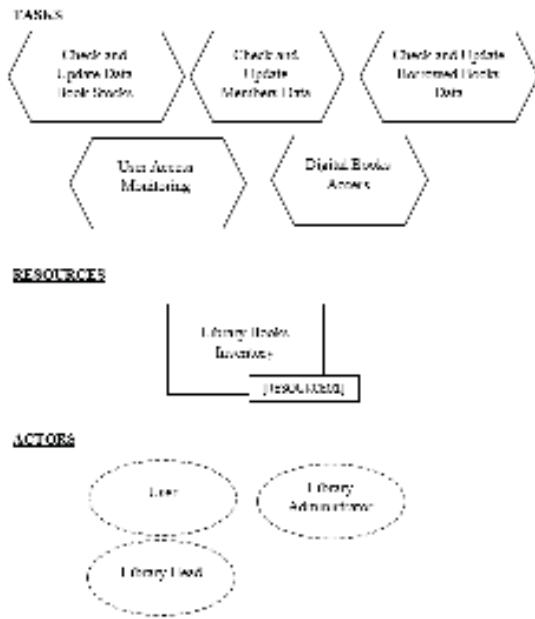 TASKS
Check and
Update Data
Book Stocks
Check and
Update
Members Data
Check and Update
Borrowed Books
Data
User Access
Monitoring
Digital Books
Access
RESOURCES
Library Books
Inventory
[RESOURCES]
ACTORS
User
Library
Administrator
Library Head